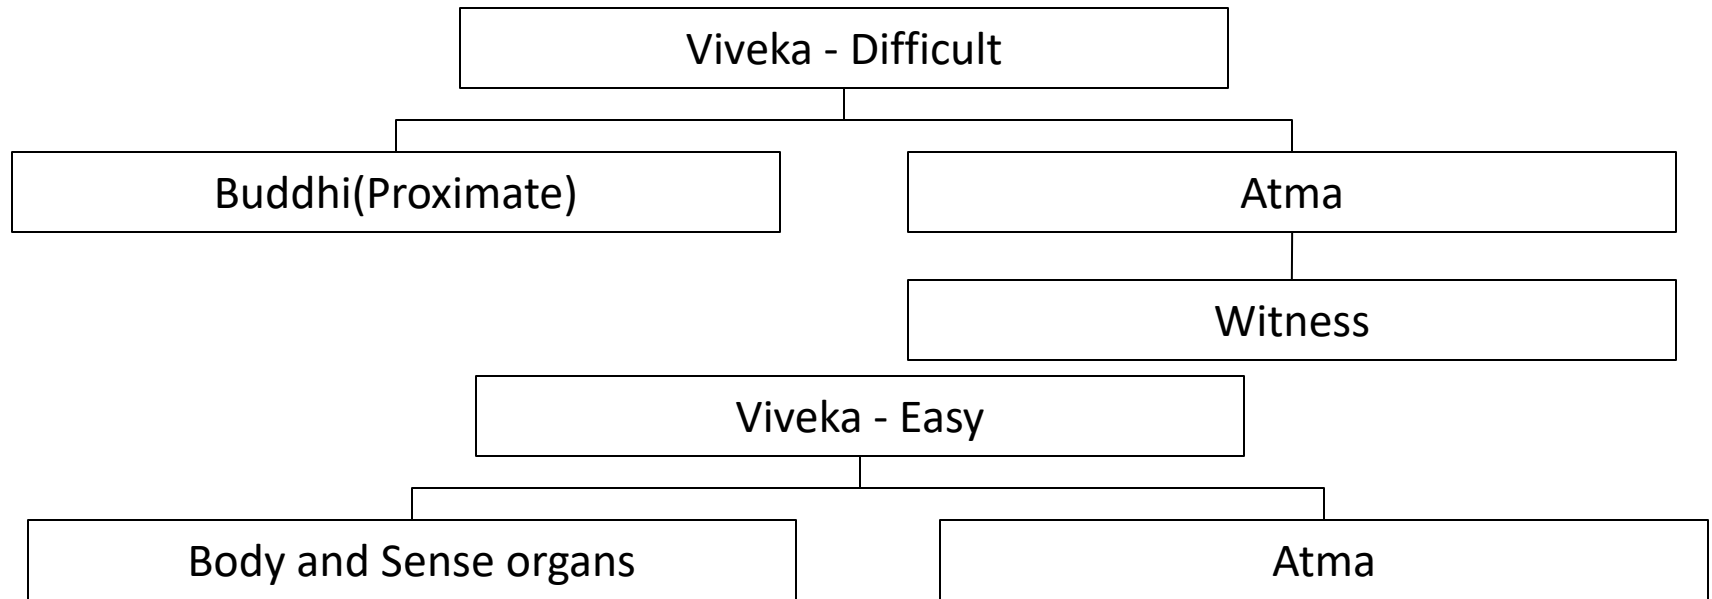 Viveka - Difficult
Buddhi(Proximate)
Atma
Witness
Viveka - Easy
Body and Sense organs
Atma